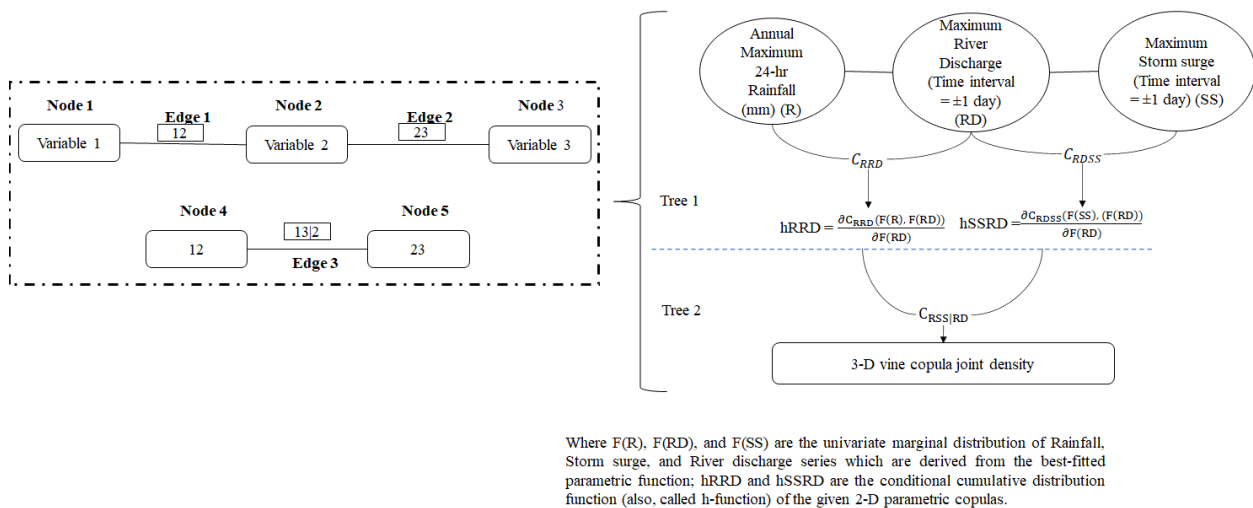 Node 1
Node 2
Node 3
Edge 1
Edge 2
12
23
Variable 1
Variable 2
Variable 3
Node 4
Node 5
13|2
12
23
Edge 3
Annual
Maximum
24-hr
Rainfall
(mm) (R)
Maximum
River
Discharge
(Time interval
= ±1 day)
(RD)
Maximum
Storm surge
(Time interval
= ±1 day) (SS)
C_RRD
C_RDSS
Tree 1
hRRD = ∂C_RRD(F(R), F(RD)) / ∂F(RD)
hSSRD = ∂C_RDSS(F(SS), (F(RD)) / ∂F(RD)
Tree 2
C_RSS|RD
3-D vine copula joint density
Where F(R), F(RD), and F(SS) are the univariate marginal distribution of Rainfall,
Storm surge, and River discharge series which are derived from the best-fitted
parametric function; hRRD and hSSRD are the conditional cumulative distribution
function (also, called h-function) of the given 2-D parametric copulas.